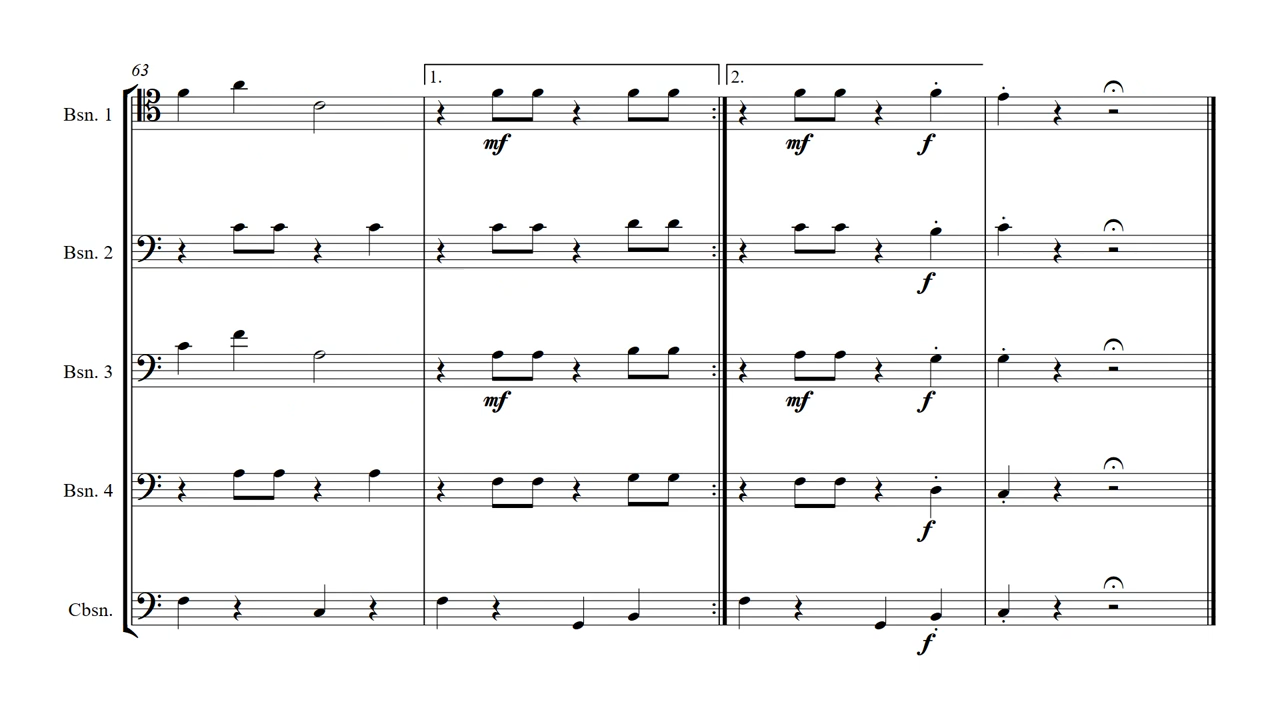 63
1. 2.
Bsn. 1
mf mf f
Bsn. 2
f
Bsn. 3
mf mf f
Bsn. 4
f
Cbsn.
f